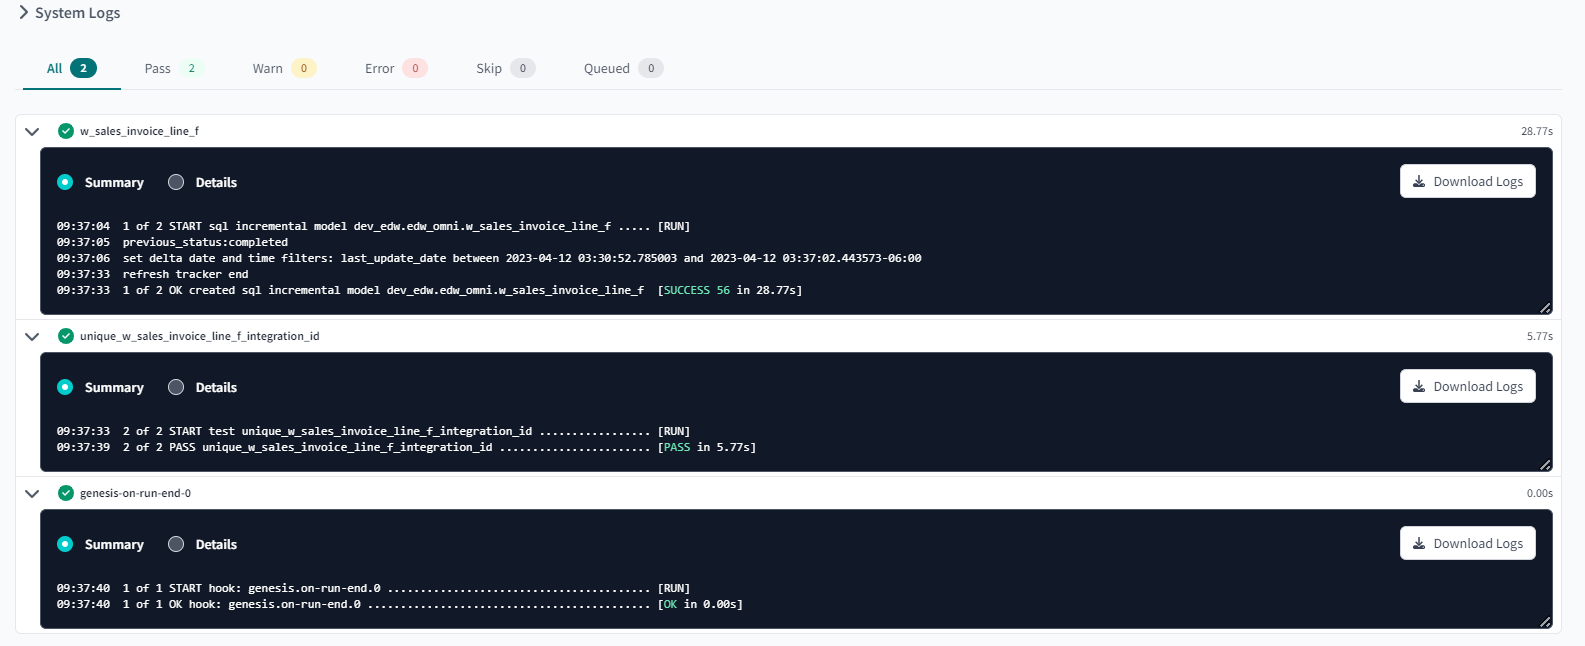 System Logs
All 2 Pass 2 Warn 0 Error 0 Skip 0 Queued 0
w_sales_invoice_line_f 28.77s
Summary Details Download Logs
09:37:04 1 of 2 START sql incremental model dev_edw.edw_omni.w_sales_invoice_line_f ..... [RUN]
09:37:05 previous_status:completed
09:37:06 set delta date and time filters: last_update_date between 2023-04-12 03:30:52.785003 and 2023-04-12 03:37:02.443573-06:00
09:37:33 refresh tracker end
09:37:33 1 of 2 OK created sql incremental model dev_edw.edw_omni.w_sales_invoice_line_f [SUCCESS 56 in 28.77s]
unique_w_sales_invoice_line_f_integration_id 5.77s
Summary Details Download Logs
09:37:33 2 of 2 START test unique_w_sales_invoice_line_f_integration_id ................. [RUN]
09:37:39 2 of 2 PASS unique_w_sales_invoice_line_f_integration_id ....................... [PASS in 5.77s]
genesis-on-run-end-0 0.00s
Summary Details Download Logs
09:37:40 1 of 1 START hook: genesis.on-run-end.0 ........................................ [RUN]
09:37:40 1 of 1 OK hook: genesis.on-run-end.0 ........................................... [OK in 0.00s]